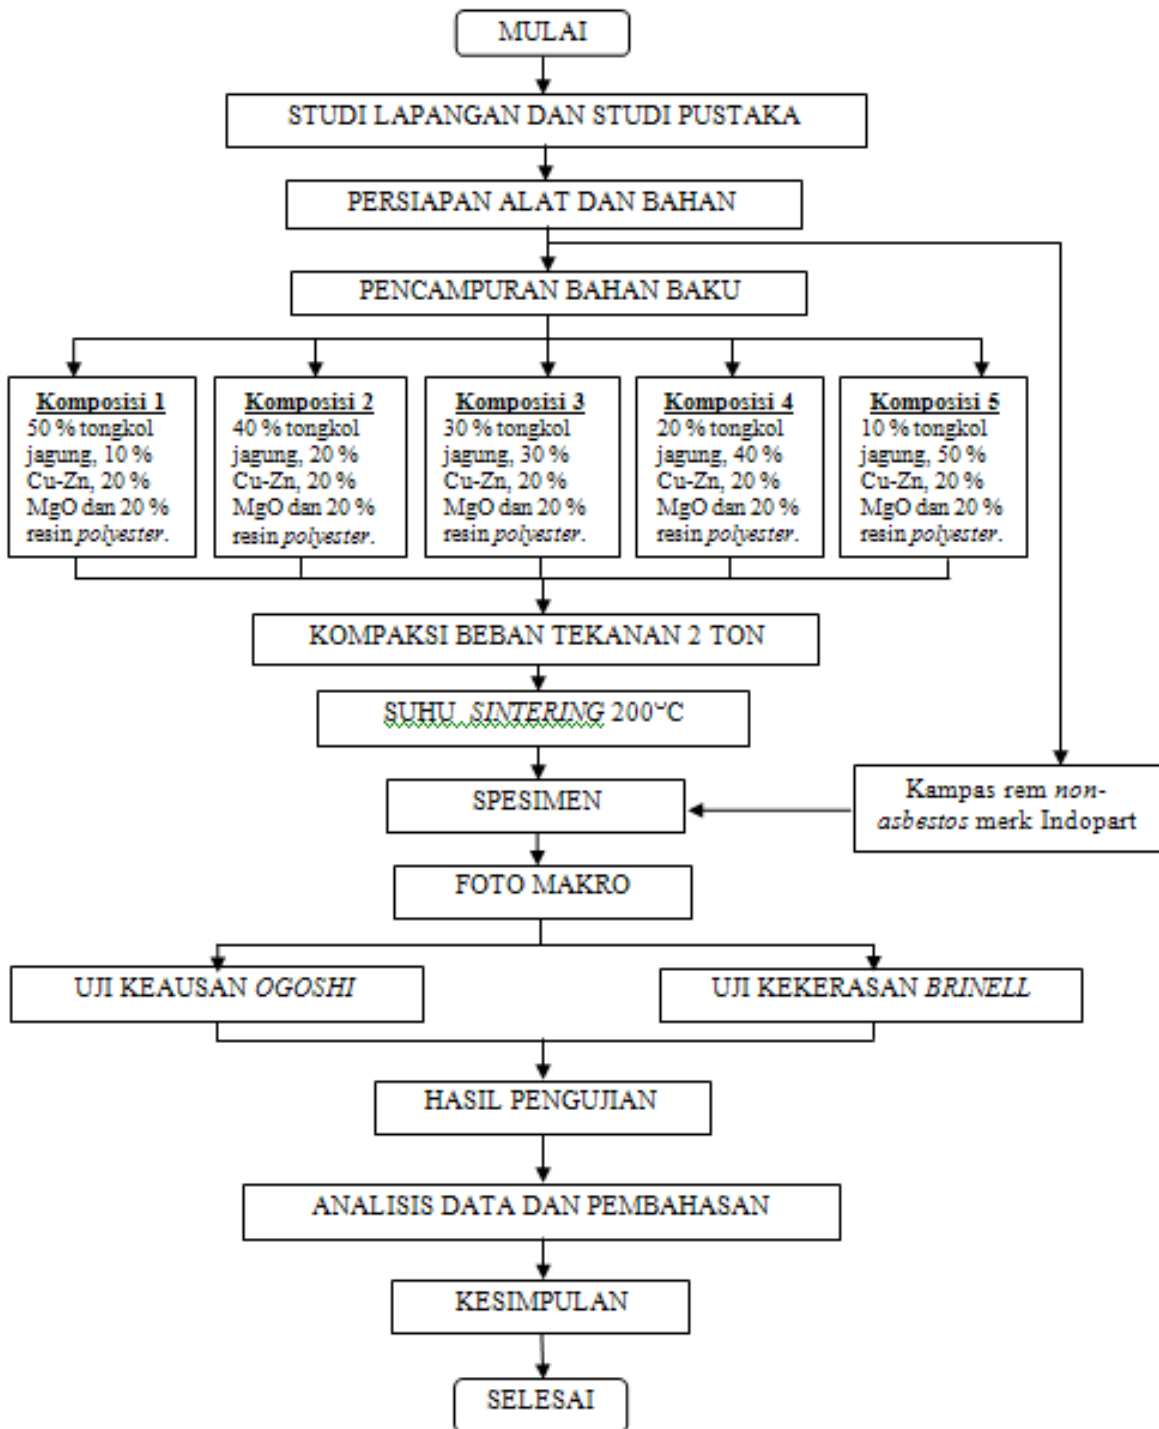 MULAI
STUDI LAPANGAN DAN STUDI PUSTAKA
PERSIAPAN ALAT DAN BAHAN
PENCAMPURAN BAHAN BAKU
Komposisi 1
50 % tongkol
jagung, 10 %
Cu-Zn, 20 %
MgO dan 20 %
resin polyester.
Komposisi 2
40 % tongkol
jagung, 20 %
Cu-Zn, 20 %
MgO dan 20 %
resin polyester.
Komposisi 3
30 % tongkol
jagung, 30 %
Cu-Zn, 20 %
MgO dan 20 %
resin polyester.
Komposisi 4
20 % tongkol
jagung, 40 %
Cu-Zn, 20 %
MgO dan 20 %
resin polyester.
Komposisi 5
10 % tongkol
jagung, 50 %
Cu-Zn, 20 %
MgO dan 20 %
resin polyester.
KOMPAKSI BEBAN TEKANAN 2 TON
SUHU SINTERING 200°C
SPESIMEN
Kampas rem non-
asbestos merk Indopart
FOTO MAKRO
UJI KEAUSAN OGOSHI
UJI KEKERASAN BRINELL
HASIL PENGUJIAN
ANALISIS DATA DAN PEMBAHASAN
KESIMPULAN
SELESAI